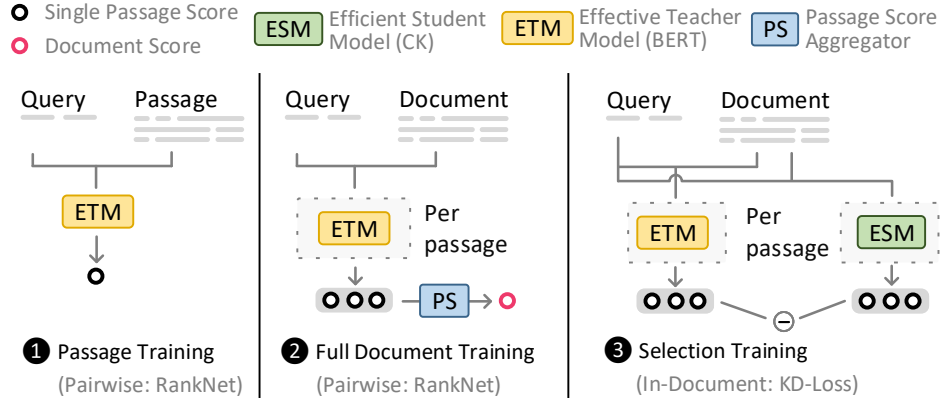 Single Passage Score
Document Score
ESM
Efficient Student
Model (CK)
ETM
Effective Teacher
Model (BERT)
PS
Passage Score
Aggregator
Query
Passage
ETM
1 Passage Training
(Pairwise: RankNet)
Query
Document
ETM
Per
passage
PS
2 Full Document Training
(Pairwise: RankNet)
Query
Document
ETM
Per
passage
ESM
3 Selection Training
(In-Document: KD-Loss)